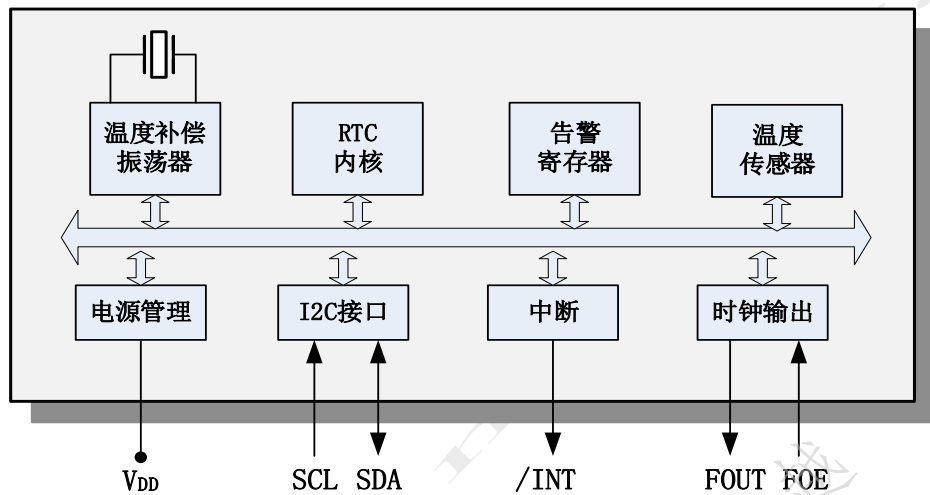 温度补偿
振荡器
RTC
内核
告警
寄存器
温度
传感器
电源管理
I2C接口
中断
时钟输出
VDD
SCL
SDA
/INT
FOUT
FOE